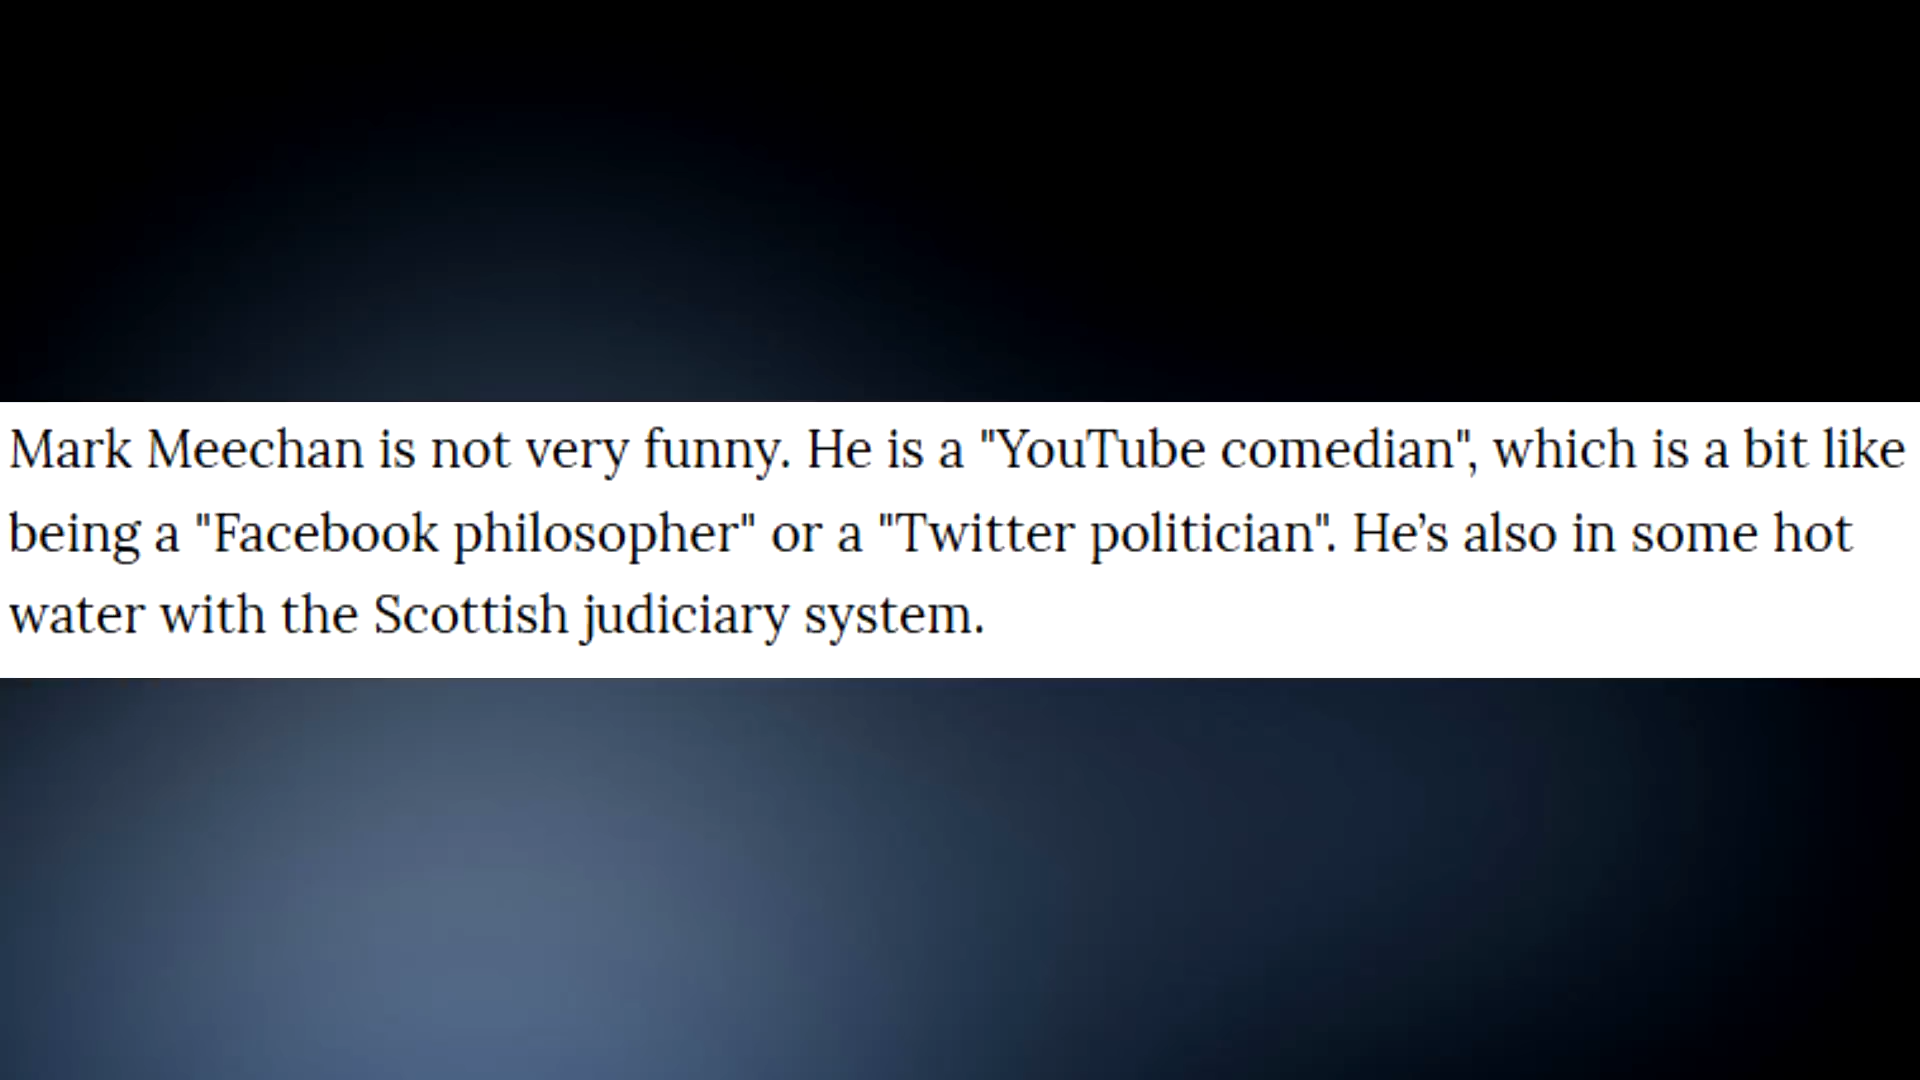 Mark Meechan is not very funny. He is a "YouTube comedian", which is a bit like
being a "Facebook philosopher" or a "Twitter politician". He’s also in some hot
water with the Scottish judiciary system.